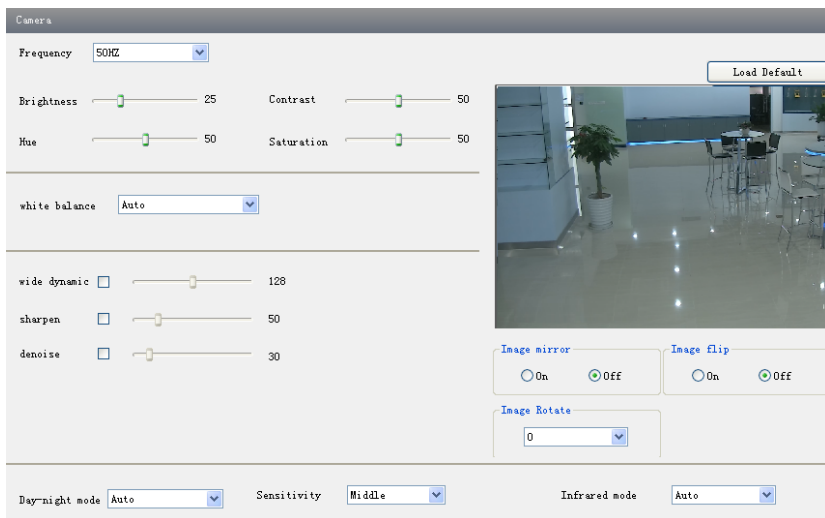 Camera
Frequency 50HZ
Load Default
Brightness 25 Contrast 50
Hue 50 Saturation 50
white balance Auto
wide dynamic 128
sharpen 50
denoise 30
Image mirror Image flip
On Off On Off
Image Rotate
0
Day-night mode Auto Sensitivity Middle Infrared mode Auto